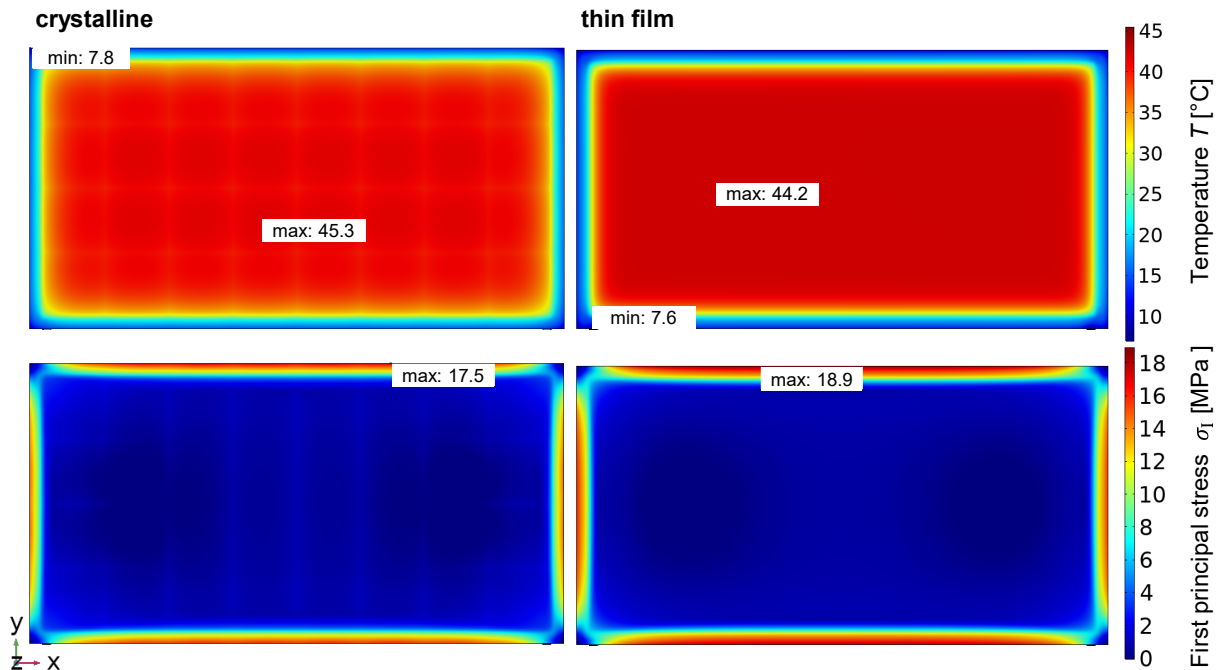 crystalline
thin film
min: 7.8
max: 45.3
max: 44.2
min: 7.6
45
40
35
30
25
20
15
10
Temperature T [°C]
max: 17.5
max: 18.9
18
16
14
12
10
8
6
4
2
0
First principal stress σI [MPa]
y
z
x